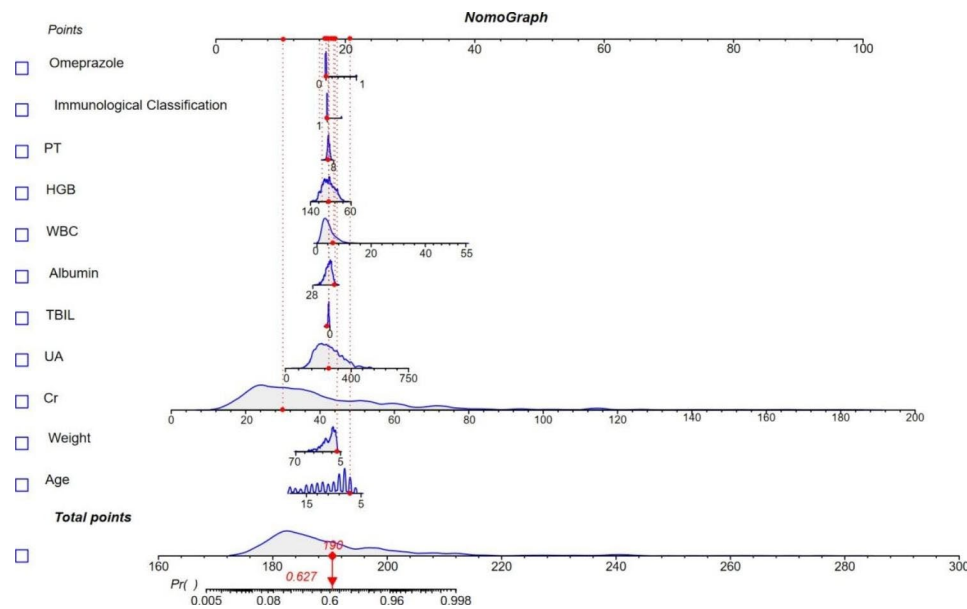 NomoGraph
Points
0 20 40 60 80 100
Omeprazole
0 1
Immunological Classification
1
PT
8
HGB
140 60
WBC
0 20 40 55
Albumin
28
TBIL
0
UA
0 400 750
Cr
0 20 40 60 80 100 120 140 160 180 200
Weight
70 5
Age
15 5
Total points
190
160 180 200 220 240 260 280 300
0.627
Pr( )
0.005 0.08 0.6 0.96 0.998